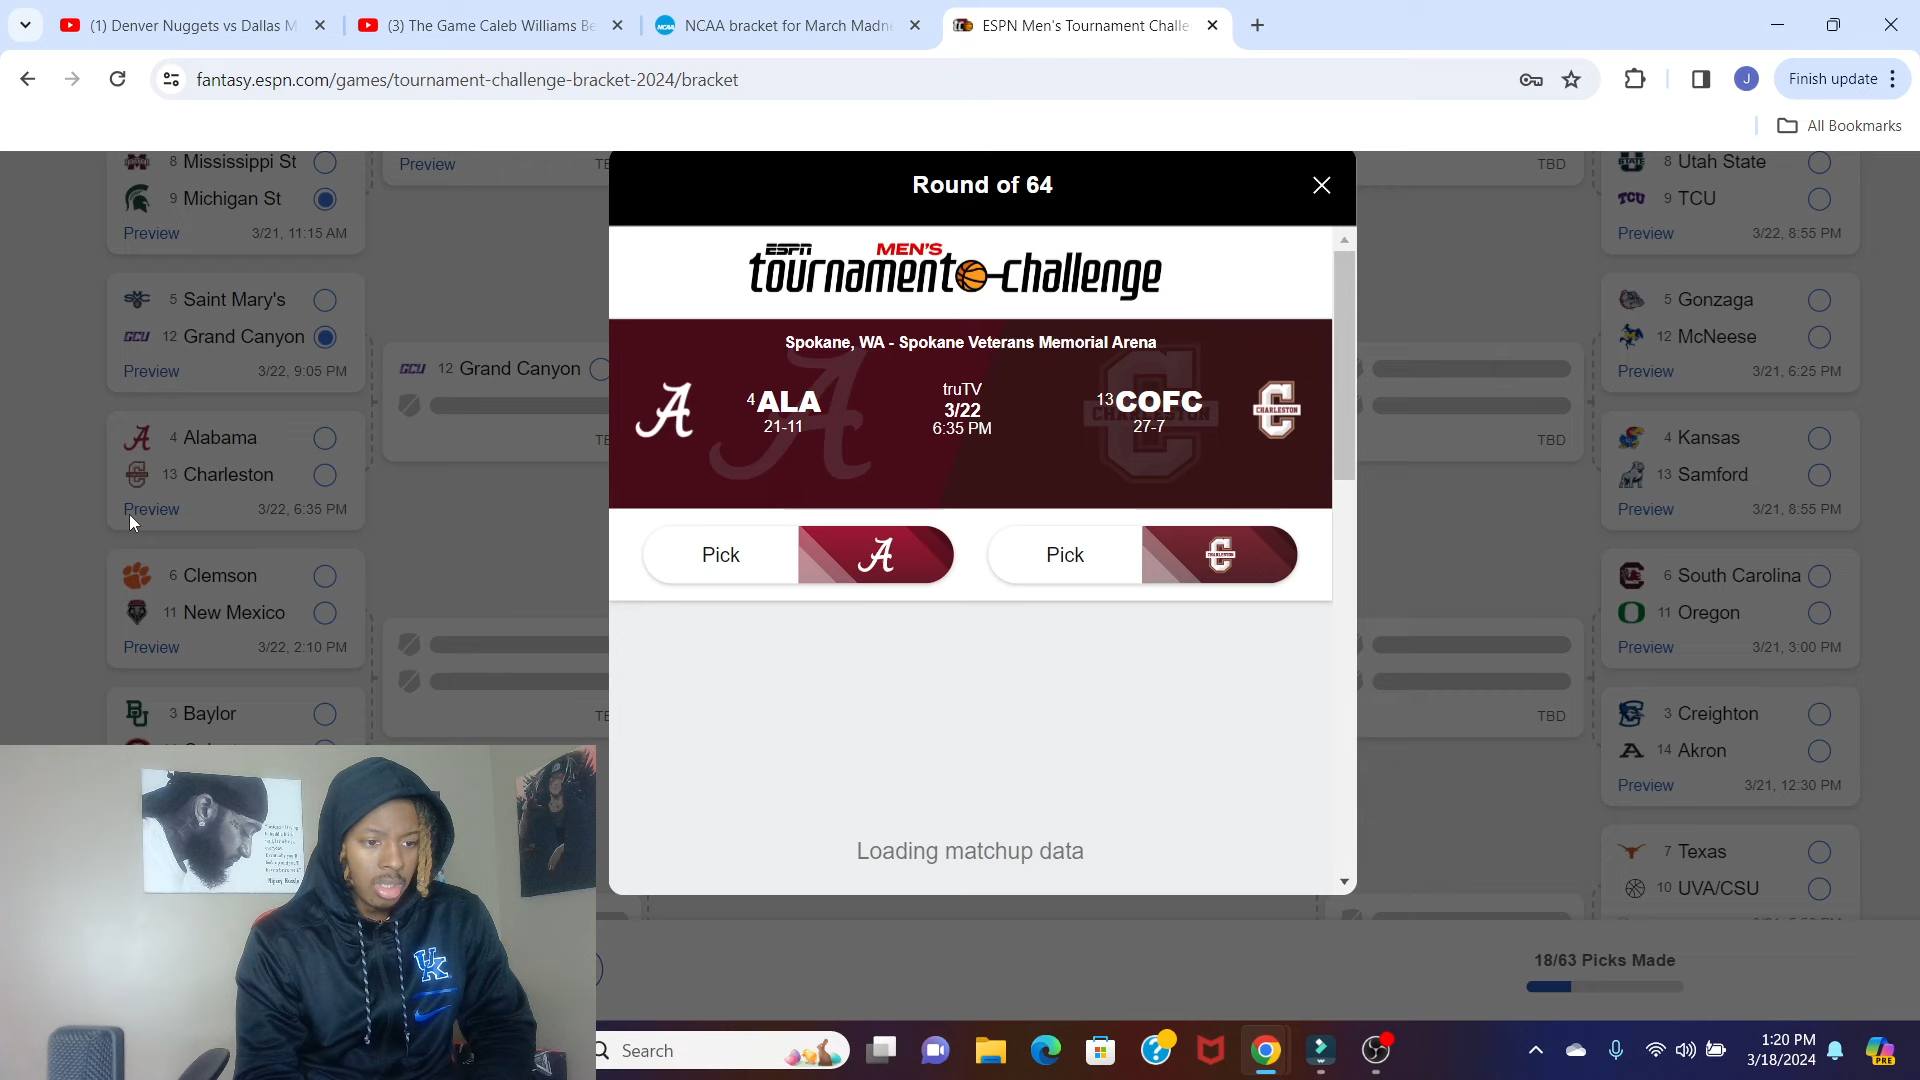 (1) Denver Nuggets vs Dallas M
(3) The Game Caleb Williams Be
NCAA bracket for March Madne
ESPN Men's Tournament Challe
fantasy.espn.com/games/tournament-challenge-bracket-2024/bracket
J
Finish update
All Bookmarks
8 Mississippi St
9 Michigan St
Preview 3/21, 11:15 AM
5 Saint Mary's
GCU 12 Grand Canyon
Preview 3/22, 9:05 PM
4 Alabama
13 Charleston
Preview 3/22, 6:35 PM
6 Clemson
11 New Mexico
Preview 3/22, 2:10 PM
3 Baylor
Preview
GCU 12 Grand Canyon
Round of 64
ESPN MEN'S
tournament challenge
Spokane, WA - Spokane Veterans Memorial Arena
4 ALA
21-11
truTV
3/22
6:35 PM
13 COFC
27-7
CHARLESTON
Pick
Pick
Loading matchup data
TBD
TBD
TBD
8 Utah State
TCU 9 TCU
Preview 3/22, 8:55 PM
5 Gonzaga
12 McNeese
Preview 3/21, 6:25 PM
4 Kansas
13 Samford
Preview 3/21, 8:55 PM
6 South Carolina
11 Oregon
Preview 3/21, 3:00 PM
3 Creighton
14 Akron
Preview 3/21, 12:30 PM
7 Texas
10 UVA/CSU
18/63 Picks Made
UK
Search
1:20 PM
3/18/2024
PRE